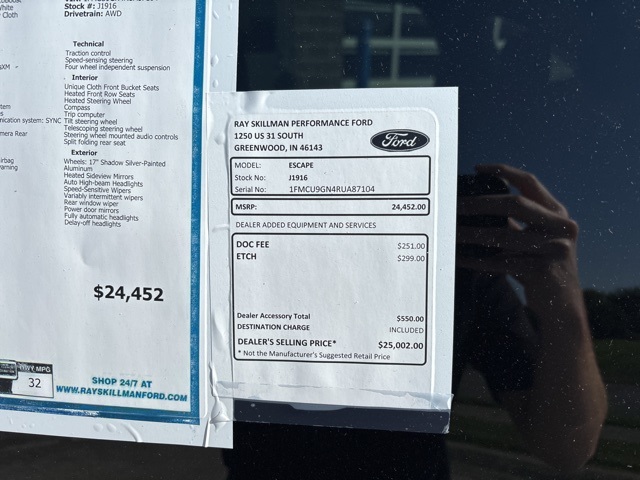 Stock #: J1916
White
Drivetrain: AWD
Cloth
Technical
Traction control
Speed-sensing steering
Four wheel independent suspension
Interior
Unique Cloth Front Bucket Seats
Heated Front Row Seats
Heated Steering Wheel
Compass
Trip computer
SYNC Tilt steering wheel
Telescoping steering wheel
Steering wheel mounted audio controls
Split folding rear seat
Exterior
Wheels: 17" Shadow Silver-Painted
Aluminum
Heated Sideview Mirrors
Auto High-beam Headlights
Speed-Sensitive Wipers
Variably intermittent wipers
Rear window wiper
Power door mirrors
Fully automatic headlights
Delay-off headlights
$24,452
HWY MPG
32
SHOP 24/7 AT
WWW.RAYSKILLMANFORD.COM
RAY SKILLMAN PERFORMANCE FORD
1250 US 31 SOUTH
GREENWOOD, IN 46143
Ford
MODEL: ESCAPE
Stock No: J1916
Serial No: 1FMCU9GN4RUA87104
MSRP: 24,452.00
DEALER ADDED EQUIPMENT AND SERVICES
DOC FEE $251.00
ETCH $299.00
Dealer Accessory Total $550.00
DESTINATION CHARGE INCLUDED
DEALER'S SELLING PRICE* $25,002.00
* Not the Manufacturer's Suggested Retail Price